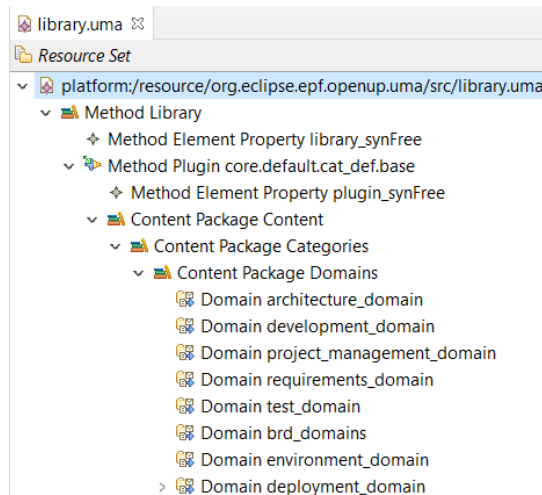 library.uma
Resource Set
platform:/resource/org.eclipse.epf.openup.uma/src/library.uma
Method Library
Method Element Property library_synFree
Method Plugin core.default.cat_def.base
Method Element Property plugin_synFree
Content Package Content
Content Package Categories
Content Package Domains
Domain architecture_domain
Domain development_domain
Domain project_management_domain
Domain requirements_domain
Domain test_domain
Domain brd_domains
Domain environment_domain
Domain deployment_domain